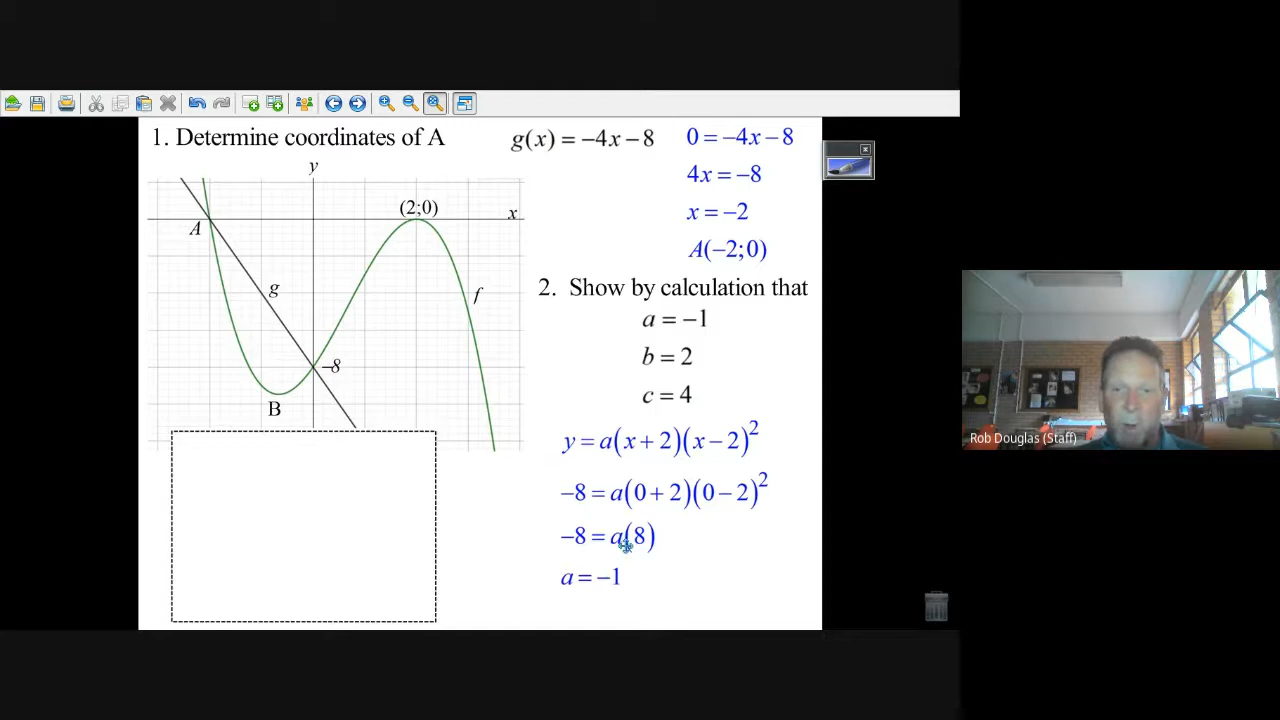 1. Determine coordinates of A
g(x) = −4x − 8
0 = −4x − 8
4x = −8
x = −2
A(−2;0)
y
(2;0)
x
A
g
f
−8
B
2. Show by calculation that
a = −1
b = 2
c = 4
y = a(x + 2)(x − 2)²
−8 = a(0 + 2)(0 − 2)²
−8 = a(8)
a = −1
Rob Douglas (Staff)